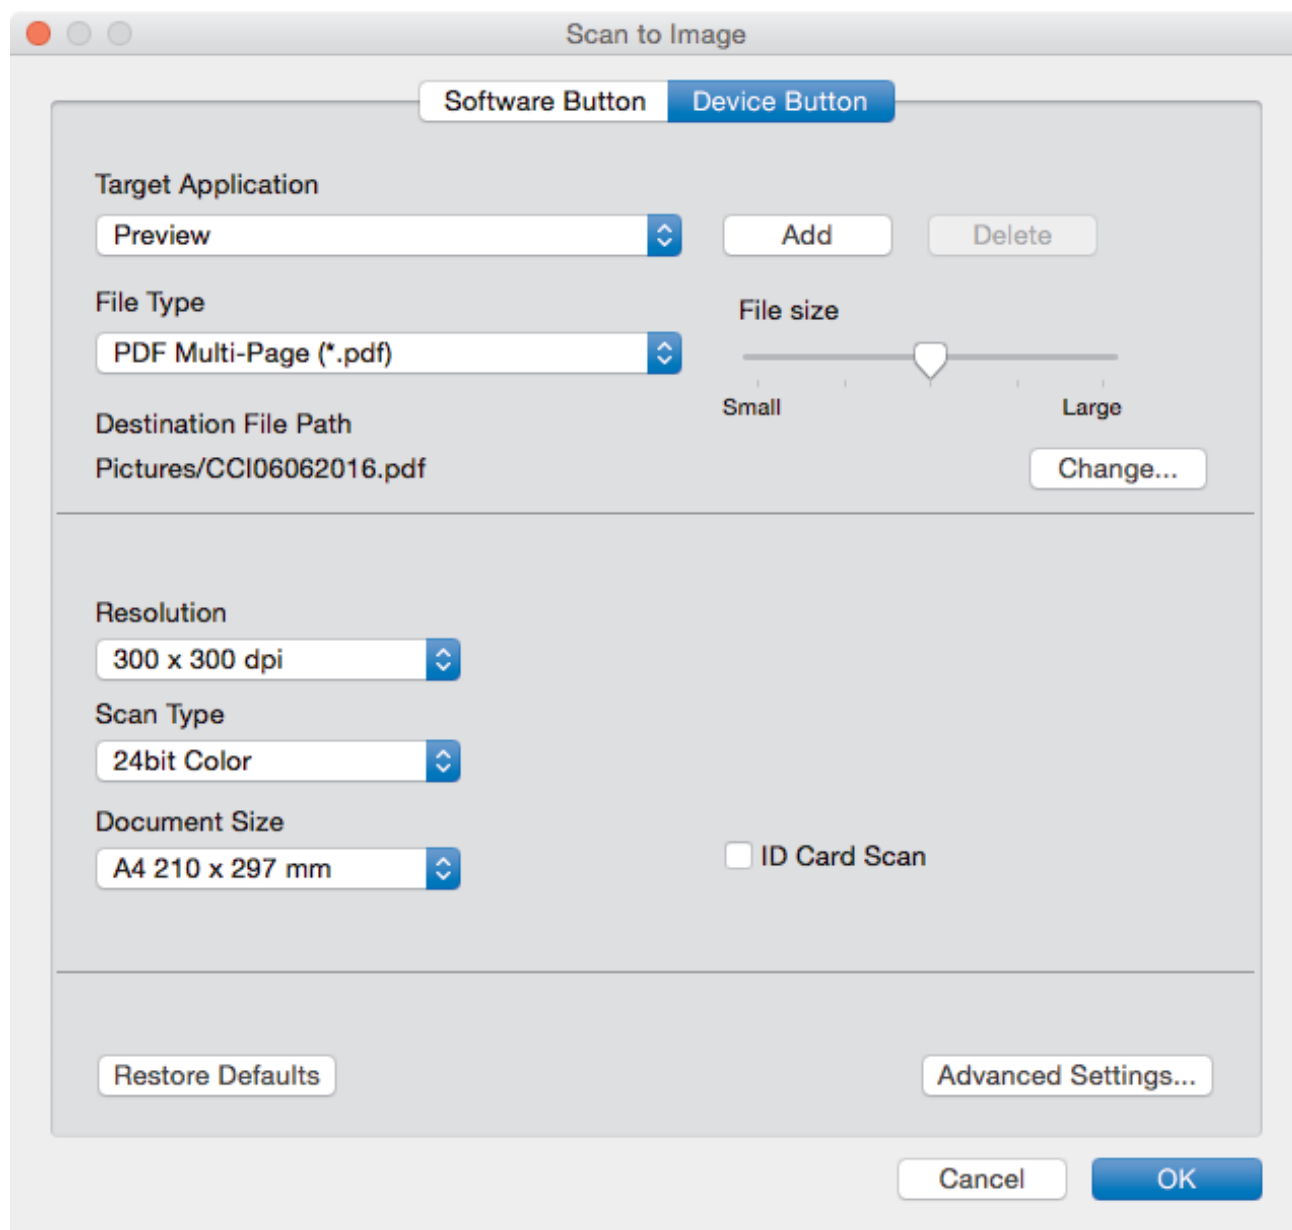 Scan to Image
Software Button Device Button
Target Application
Preview Add Delete
File Type
File size
PDF Multi-Page (*.pdf)
Small Large
Destination File Path
Pictures/CCI06062016.pdf Change...
Resolution
300 x 300 dpi
Scan Type
24bit Color
Document Size
A4 210 x 297 mm
ID Card Scan
Restore Defaults Advanced Settings...
Cancel OK